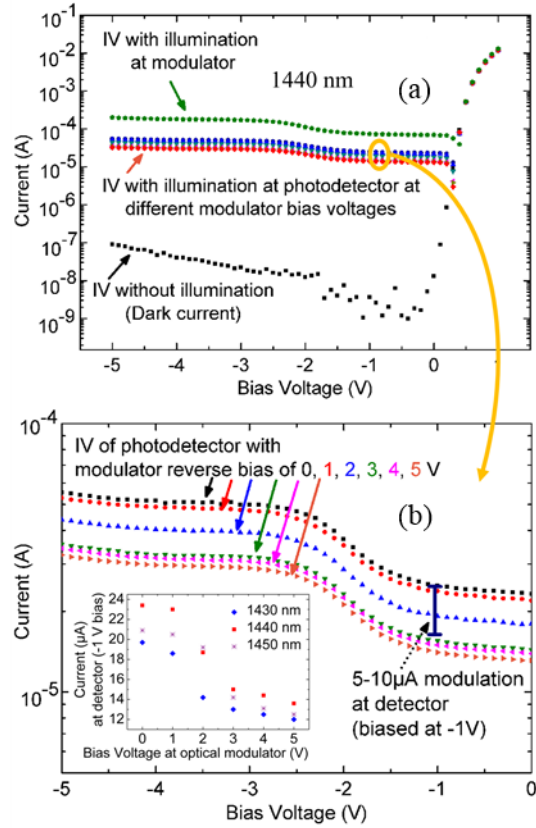 10^-1
10^-2
10^-3
10^-4
10^-5
10^-6
10^-7
10^-8
10^-9
Current (A)
IV with illumination
at modulator
1440 nm
(a)
IV with illumination at photodetector at
different modulator bias voltages
IV without illumination
(Dark current)
-5 -4 -3 -2 -1 0 1
Bias Voltage (V)
10^-4
10^-5
Current (A)
IV of photodetector with
modulator reverse bias of 0, 1, 2, 3, 4, 5 V
(b)
5-10μA modulation
at detector
(biased at -1V)
24
22
20
18
16
14
12
Current (μA)
at detector (-1 V bias)
1430 nm
1440 nm
1450 nm
0 1 2 3 4 5
Bias Voltage at optical modulator (V)
-5 -4 -3 -2 -1 0
Bias Voltage (V)